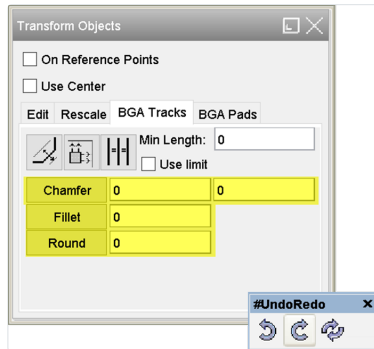 Transform Objects
On Reference Points
Use Center
Edit Rescale BGA Tracks BGA Pads
Min Length: 0
Use limit
Chamfer 0 0
Fillet 0
Round 0
#UndoRedo